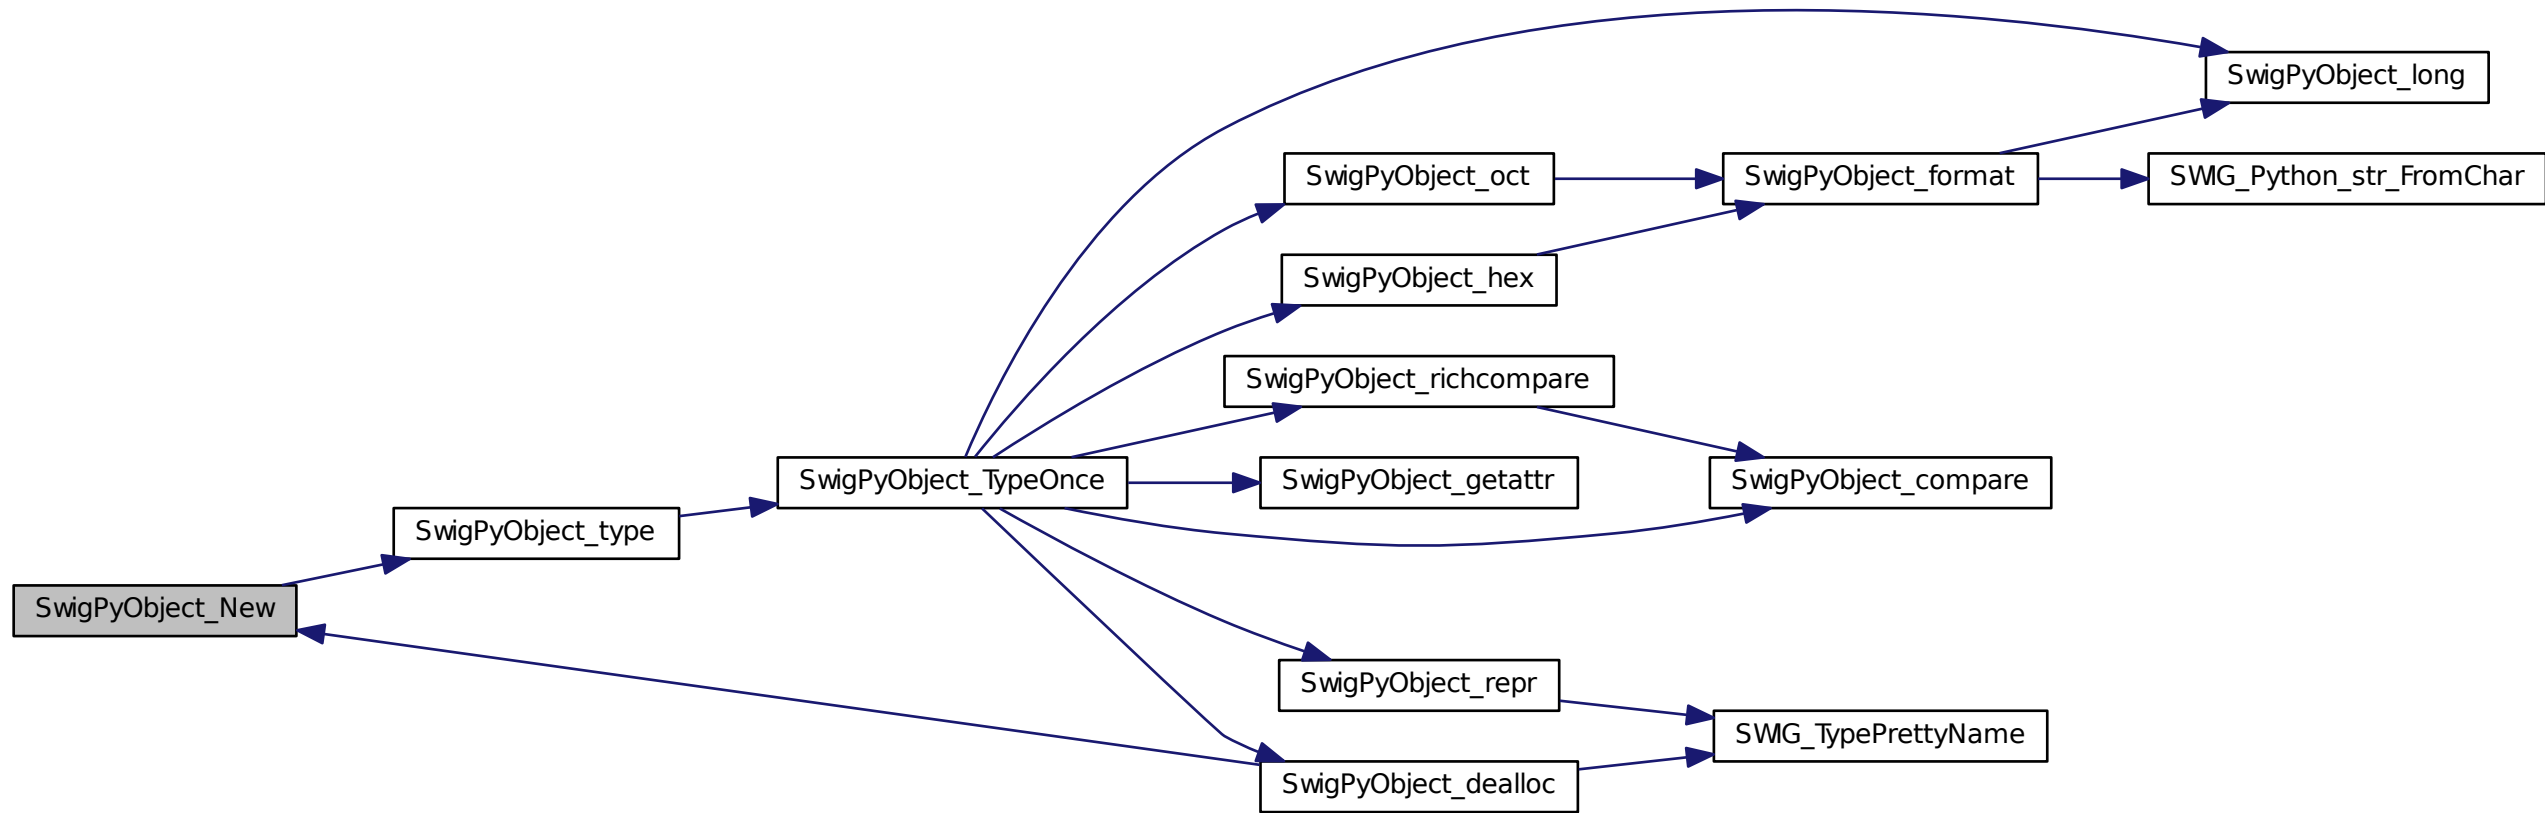 SwigPyObject_long
SwigPyObject_oct
SwigPyObject_format
SWIG_Python_str_FromChar
SwigPyObject_hex
SwigPyObject_richcompare
SwigPyObject_TypeOnce
SwigPyObject_getattr
SwigPyObject_compare
SwigPyObject_type
SwigPyObject_New
SwigPyObject_repr
SWIG_TypePrettyName
SwigPyObject_dealloc